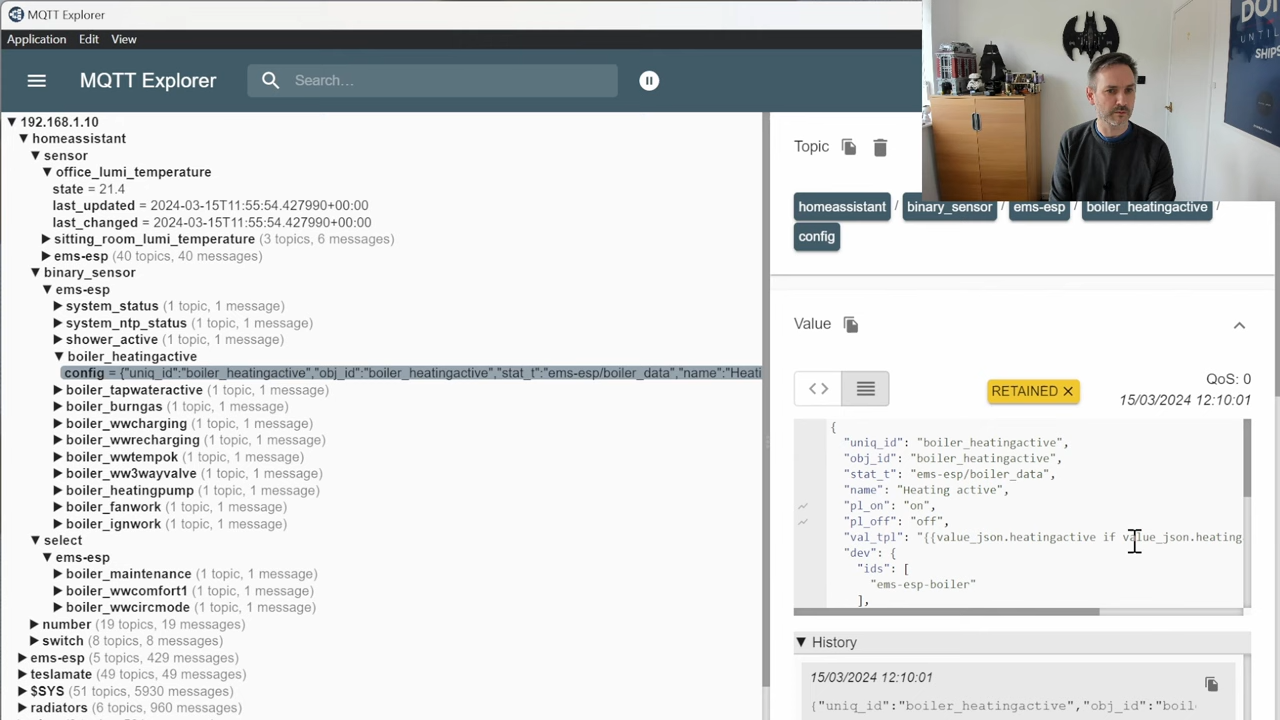 MQTT Explorer
Application Edit View
MQTT Explorer
Search...
192.168.1.10
homeassistant
sensor
office_lumi_temperature
state = 21.4
last_updated = 2024-03-15T11:55:54.427990+00:00
last_changed = 2024-03-15T11:55:54.427990+00:00
sitting_room_lumi_temperature (3 topics, 6 messages)
ems-esp (40 topics, 40 messages)
binary_sensor
ems-esp
system_status (1 topic, 1 message)
system_ntp_status (1 topic, 1 message)
shower_active (1 topic, 1 message)
boiler_heatingactive
config = {"uniq_id":"boiler_heatingactive","obj_id":"boiler_heatingactive","stat_t":"ems-esp/boiler_data","name":"Heati
boiler_tapwateractive (1 topic, 1 message)
boiler_burngas (1 topic, 1 message)
boiler_wwcharging (1 topic, 1 message)
boiler_wwrecharging (1 topic, 1 message)
boiler_wwtempok (1 topic, 1 message)
boiler_ww3wayvalve (1 topic, 1 message)
boiler_heatingpump (1 topic, 1 message)
boiler_fanwork (1 topic, 1 message)
boiler_ignwork (1 topic, 1 message)
select
ems-esp
boiler_maintenance (1 topic, 1 message)
boiler_wwcomfort1 (1 topic, 1 message)
boiler_wwcircmode (1 topic, 1 message)
number (19 topics, 19 messages)
switch (8 topics, 8 messages)
ems-esp (5 topics, 429 messages)
teslamate (49 topics, 49 messages)
$SYS (51 topics, 5930 messages)
radiators (6 topics, 960 messages)
Topic
homeassistant / binary_sensor / ems-esp / boiler_heatingactive /
config
Value
RETAINED
QoS: 0
15/03/2024 12:10:01
{
"uniq_id": "boiler_heatingactive",
"obj_id": "boiler_heatingactive",
"stat_t": "ems-esp/boiler_data",
"name": "Heating active",
"pl_on": "on",
"pl_off": "off",
"val_tpl": "{{value_json.heatingactive if value_json.heating
"dev": {
"ids": [
"ems-esp-boiler"
],
History
15/03/2024 12:10:01
{"uniq_id":"boiler_heatingactive","obj_id":"boil
UNTIL
SHIPS